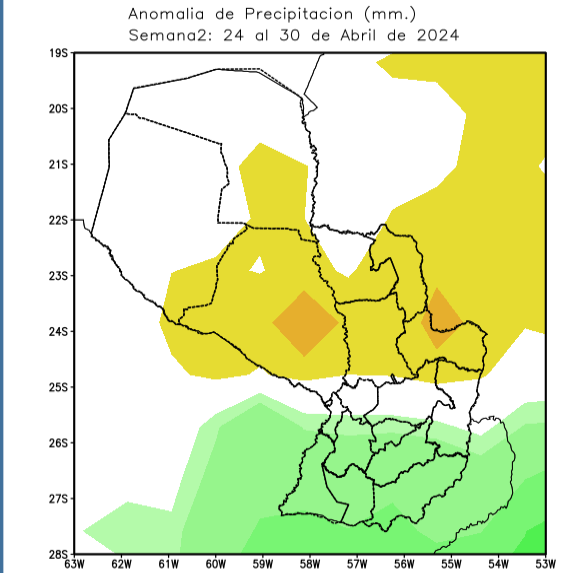 Anomalia de Precipitacion (mm.)
Semana2: 24 al 30 de Abril de 2024
19S
20S
21S
22S
23S
24S
25S
26S
27S
28S
63W 62W 61W 60W 59W 58W 57W 56W 55W 54W 53W